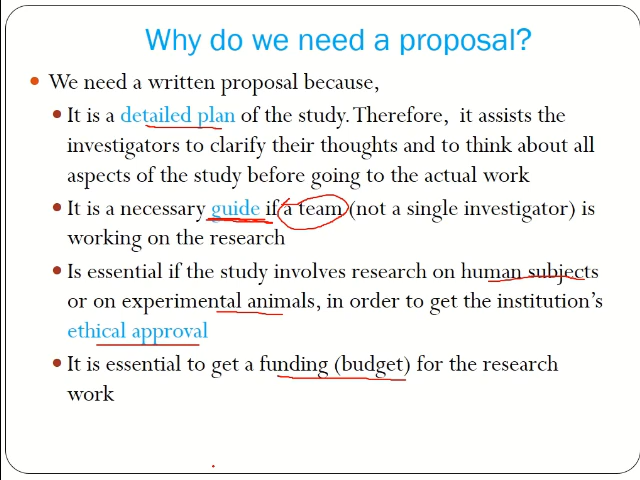 Why do we need a proposal?
• We need a written proposal because,
• It is a detailed plan of the study. Therefore, it assists the
investigators to clarify their thoughts and to think about all
aspects of the study before going to the actual work
• It is a necessary guide if a team (not a single investigator) is
working on the research
• Is essential if the study involves research on human subjects
or on experimental animals, in order to get the institution's
ethical approval
• It is essential to get a funding (budget) for the research
work